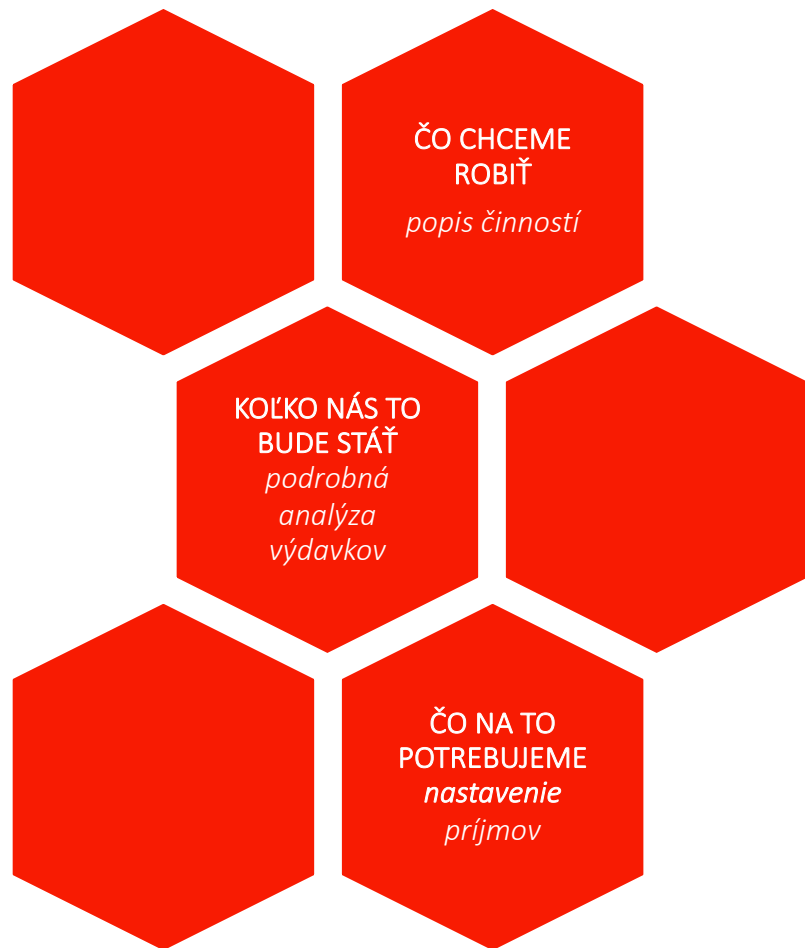 ČO CHCEME
ROBIŤ
popis činností
KOĽKO NÁS TO
BUDE STÁŤ
podrobná
analýza
výdavkov
ČO NA TO
POTREBUJEME
nastavenie
príjmov